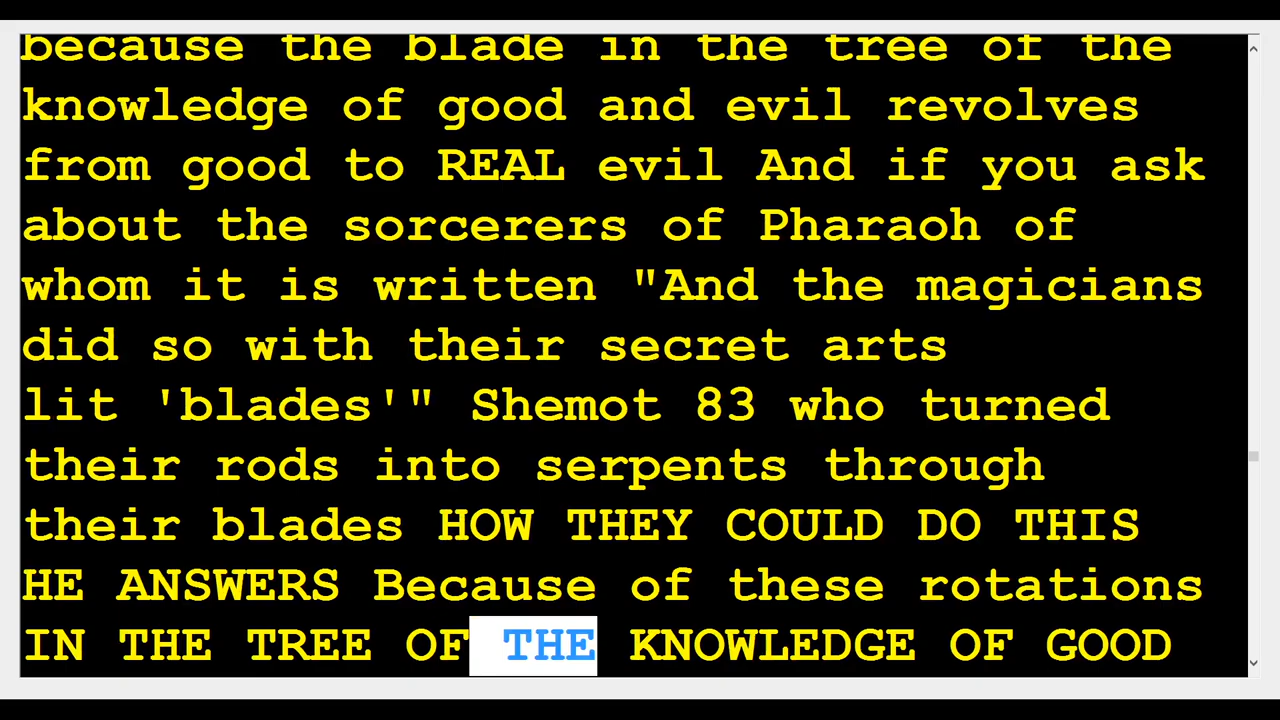 because the blade in the tree of the
knowledge of good and evil revolves
from good to REAL evil And if you ask
about the sorcerers of Pharaoh of
whom it is written "And the magicians
did so with their secret arts
lit 'blades'" Shemot 83 who turned
their rods into serpents through
their blades HOW THEY COULD DO THIS
HE ANSWERS Because of these rotations
IN THE TREE OF THE KNOWLEDGE OF GOOD